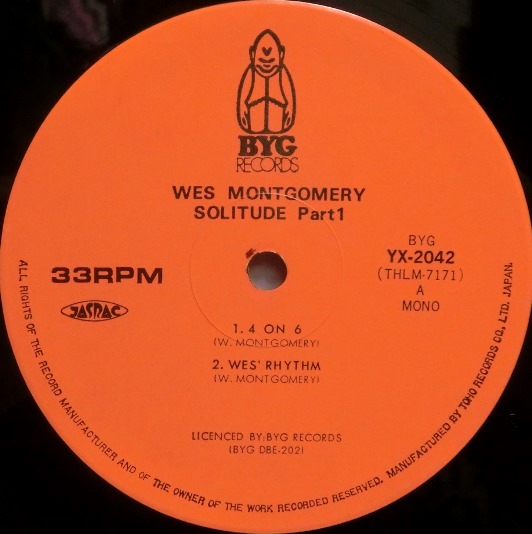 BYG
RECORDS
WES MONTGOMERY
SOLITUDE Part1
33RPM
JASRAC
BYG
YX-2042
(THLM-7171)
A
MONO
1. 4 ON 6
(W. MONTGOMERY)
2. WES' RHYTHM
(W. MONTGOMERY)
LICENCED BY:BYG RECORDS
(BYG DBE-202)
ALL RIGHTS OF THE RECORD MANUFACTURER AND OF THE OWNER OF THE WORK RECORDED RESERVED. MANUFACTURED BY TOHO RECORDS CO., LTD. JAPAN.